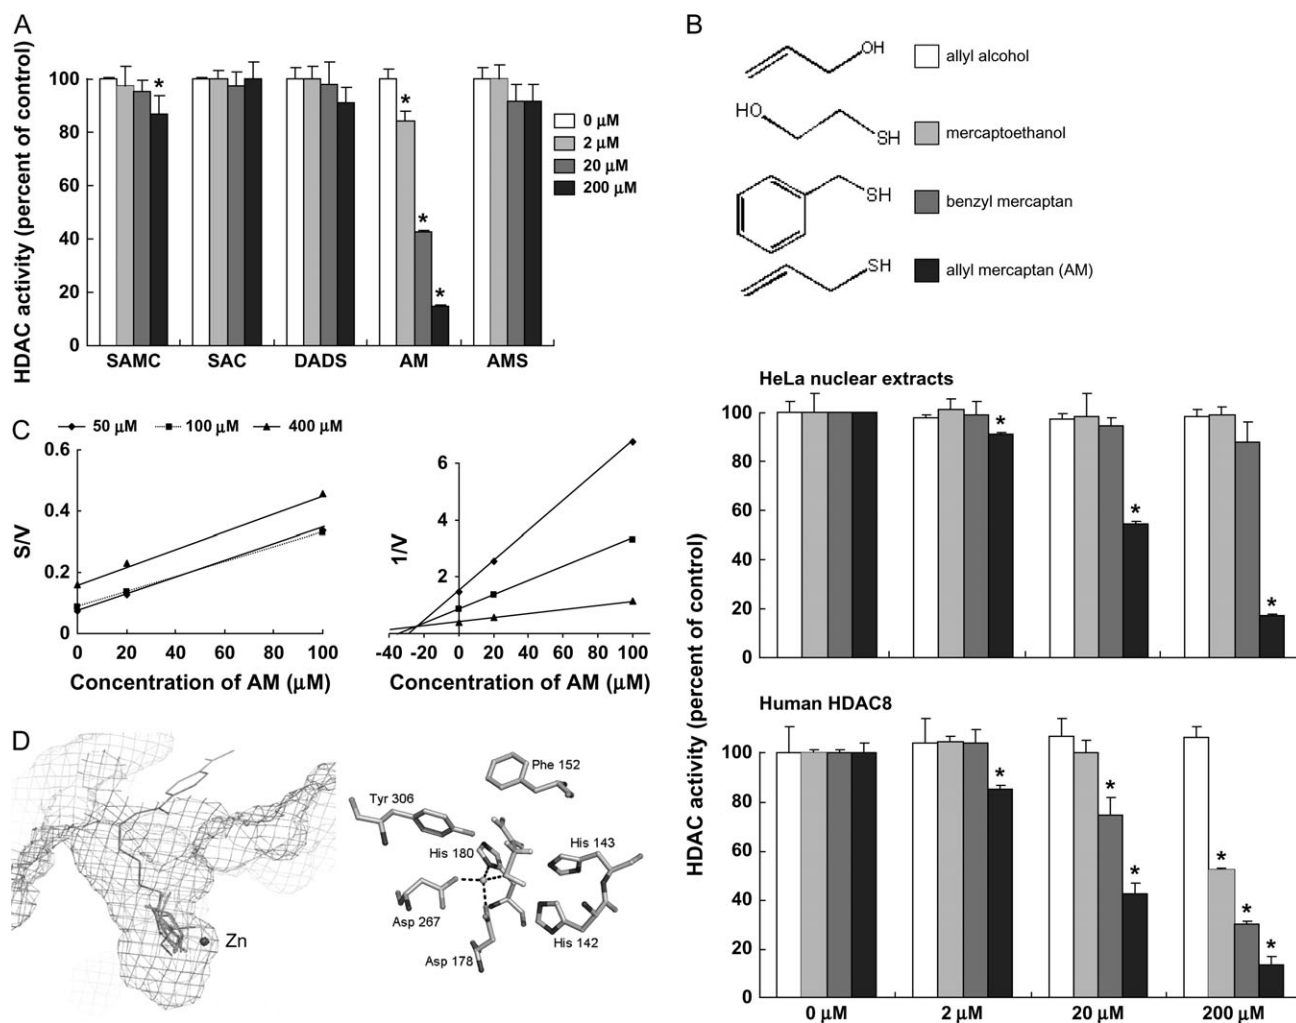 A
HDAC activity (percent of control)
100
80
60
40
20
0
*
*
*
*
SAMC
SAC
DADS
AM
AMS
0 μM
2 μM
20 μM
200 μM
B
OH
allyl alcohol
HO
SH
mercaptoethanol
SH
benzyl mercaptan
SH
allyl mercaptan (AM)
C
50 μM
100 μM
400 μM
S/V
0.6
0.4
0.2
0
0
20
40
60
80
100
Concentration of AM (μM)
1/V
6
4
2
-40
-20
0
20
40
60
80
100
Concentration of AM (μM)
D
Zn
Phe 152
Tyr 306
His 180
His 143
Asp 267
His 142
Asp 178
HDAC activity (percent of control)
HeLa nuclear extracts
100
80
60
40
20
0
*
*
*
Human HDAC8
100
80
60
40
20
0
*
*
*
*
*
*
0 μM
2 μM
20 μM
200 μM